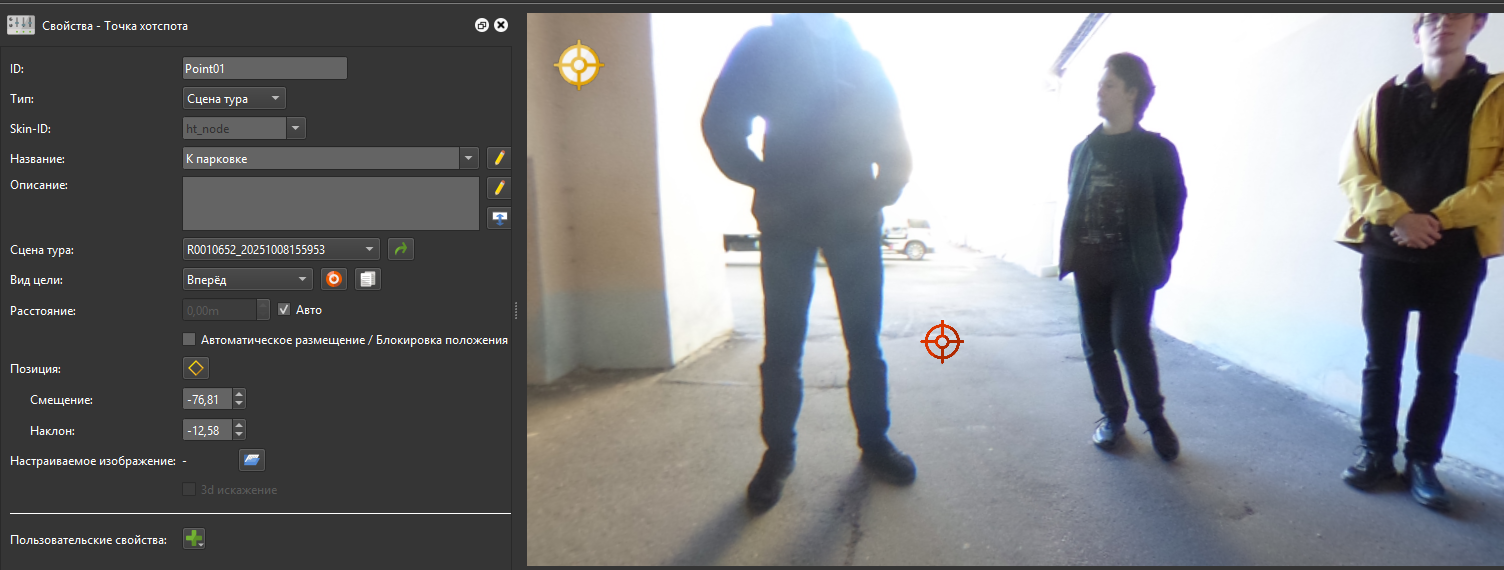 Свойства - Точка хотспота
ID: Point01
Тип: Сцена тура
Skin-ID: ht_node
Название: К парковке
Описание:
Сцена тура: R0010652_20251008155953
Вид цели: Вперёд
Расстояние: 0,00m Авто
Автоматическое размещение / Блокировка положения
Позиция:
Смещение: -76,81
Наклон: -12,58
Настраиваемое изображение: -
3d искажение
Пользовательские свойства: